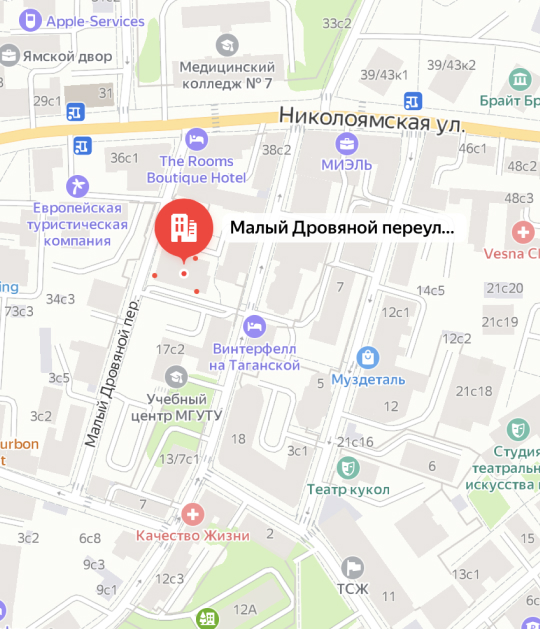 Apple-Services
33с2
Ямской двор
Медицинский
колледж № 7
39/43к1
39/43к2
29с1
31
Брайт Бр
Николоямская ул.
36с1
The Rooms
Boutique Hotel
38с2
МИЭЛЬ
46с1
48с2
Европейская
туристическая
компания
48с3
Малый Дровяной переул...
Vesna Cl
ing
34с3
73с3
7
14с5
21с20
12с1
21с19
Малый Дровяной пер.
17с2
Винтерфелл
на Таганской
12с2
3с5
Муздеталь
5
21с18
Учебный
центр МГУТУ
3с2
12
18
3с1
21с16
urbon
t
13/7с1
6
Студия
театральн
искусства
Театр кукол
15
7
Качество Жизни
2
3с2
6с8
9с3
12с3
ТСЖ
9с1
11
12А